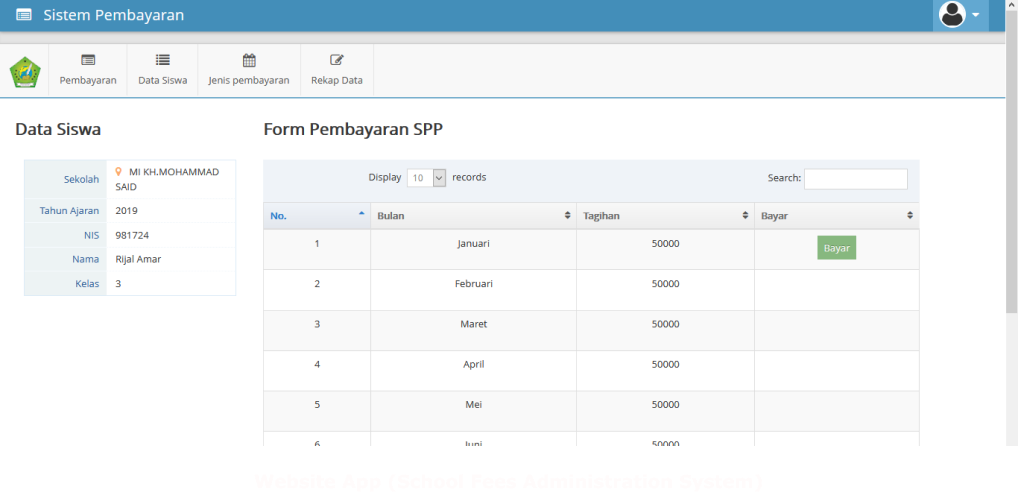 Sistem Pembayaran
Pembayaran
Data Siswa
Jenis pembayaran
Rekap Data
Data Siswa
Sekolah MI KH.MOHAMMAD
SAID
Tahun Ajaran 2019
NIS 981724
Nama Rijal Amar
Kelas 3
Form Pembayaran SPP
Display 10 records Search:
No. Bulan Tagihan Bayar
1 Januari 50000 Bayar
2 Februari 50000
3 Maret 50000
4 April 50000
5 Mei 50000
6 Juni 50000
Website App (School Fees Administration System)